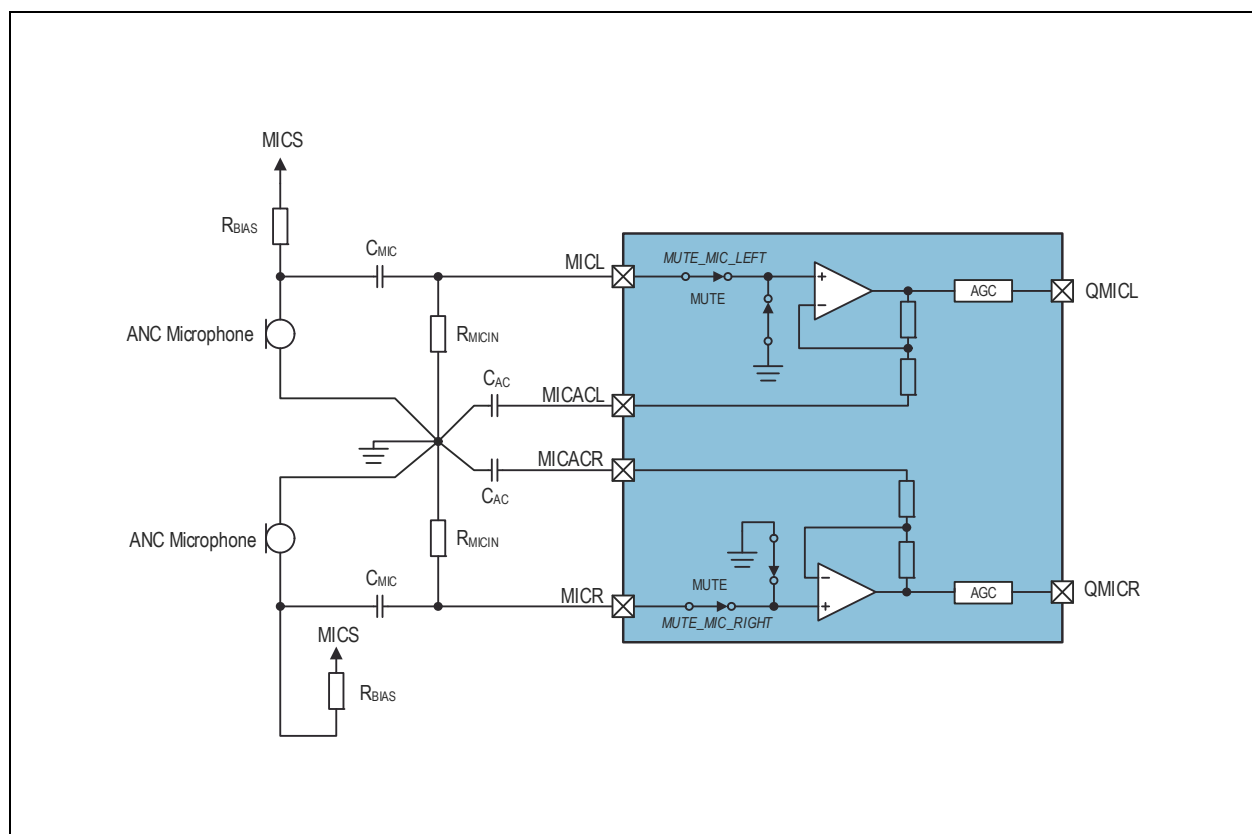 MICS
RBIAS
CMIC
MICL
MUTE_MIC_LEFT
MUTE
AGC
QMICL
ANC Microphone
RMICIN
CAC
MICACL
MICACR
CAC
ANC Microphone
RMICIN
CMIC
MICR
MUTE
MUTE_MIC_RIGHT
AGC
QMICR
MICS
RBIAS